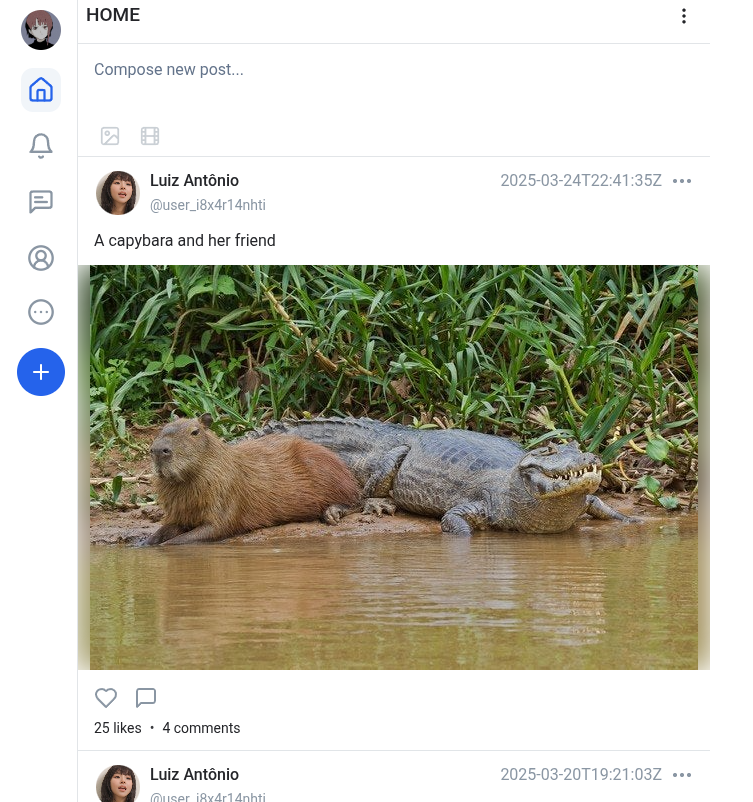 HOME
Compose new post...
Luiz Antônio
2025-03-24T22:41:35Z
@user_i8x4r14nhti
A capybara and her friend
25 likes • 4 comments
Luiz Antônio
2025-03-20T19:21:03Z
@user_i8x4r14nhti